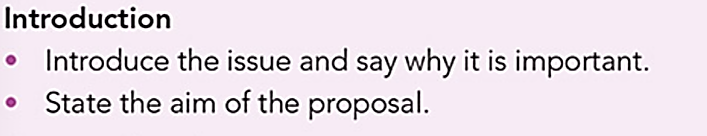 Introduction
• Introduce the issue and say why it is important.
• State the aim of the proposal.